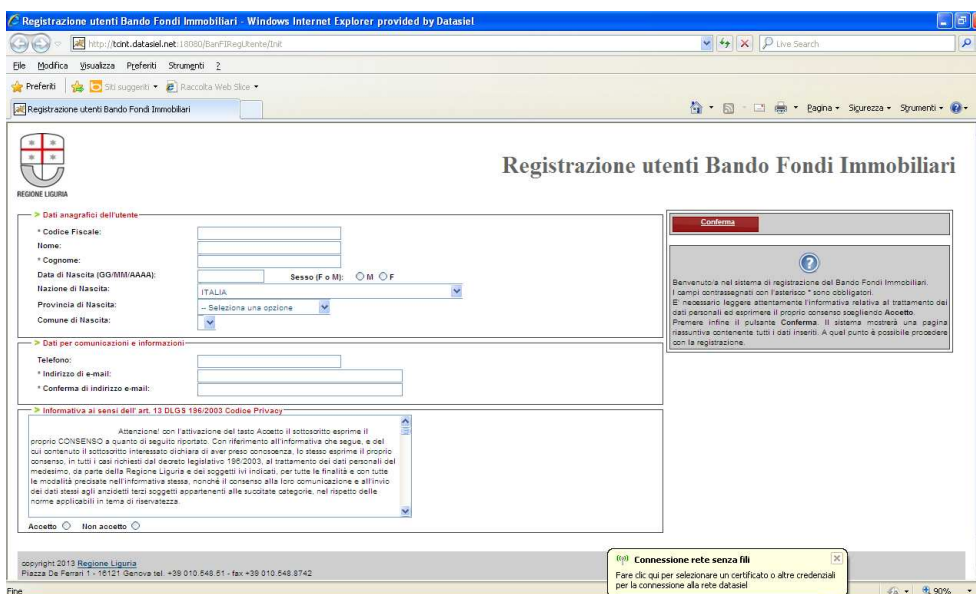 Registrazione utenti Bando Fondi Immobiliari - Windows Internet Explorer provided by Datasiel
http://tcint.datasiel.net:18080/BanFIRegUtente/Init
Live Search
File Modifica Visualizza Preferiti Strumenti ?
Preferiti Siti suggeriti Raccolta Web Slice
Registrazione utenti Bando Fondi Immobiliari
Pagina Sicurezza Strumenti
REGIONE LIGURIA
Registrazione utenti Bando Fondi Immobiliari
> Dati anagrafici dell'utente
* Codice Fiscale:
Nome:
* Cognome:
Data di Nascita (GG/MM/AAAA): Sesso (F o M): M F
Nazione di Nascita: ITALIA
Provincia di Nascita: -- Seleziona una opzione
Comune di Nascita:
> Dati per comunicazioni e informazioni
Telefono:
* Indirizzo di e-mail:
* Conferma di indirizzo e-mail:
> Informativa ai sensi dell' art. 13 DLGS 196/2003 Codice Privacy
Attenzione! con l'attivazione del tasto Accetto il sottoscritto esprime il
proprio CONSENSO a quanto di seguito riportato. Con riferimento all'informativa che segue, e del
cui contenuto il sottoscritto interessato dichiara di aver preso conoscenza, lo stesso esprime il proprio
consenso, in tutti i casi richiesti dal decreto legislativo 196/2003, al trattamento dei dati personali del
medesimo, da parte della Regione Liguria e dei soggetti ivi indicati, per tutte le finalità e con tutte
le modalità precisate nell'informativa stessa, nonché il consenso alla loro comunicazione e all'invio
dei dati stessi agli anzidetti terzi soggetti appartenenti alle succitate categorie, nel rispetto delle
norme applicabili in tema di riservatezza.
Accetto Non accetto
Conferma
?
Benvenuto/a nel sistema di registrazione del Bando Fondi Immobiliari.
I campi contrassegnati con l'asterisco * sono obbligatori.
E' necessario leggere attentamente l'informativa relativa al trattamento dei
dati personali ed esprimere il proprio consenso scegliendo Accetto.
Premere infine il pulsante Conferma. Il sistema mostrerà una pagina
riassuntiva contenente tutti i dati inseriti. A quel punto è possibile procedere
con la registrazione.
copyright 2013 Regione Liguria
Piazza De Ferrari 1 - 16121 Genova tel. +39 010.548.51 - fax +39 010.548.8742
Connessione rete senza fili
Fare clic qui per selezionare un certificato o altre credenziali
per la connessione alla rete datasiel
Fine
90%